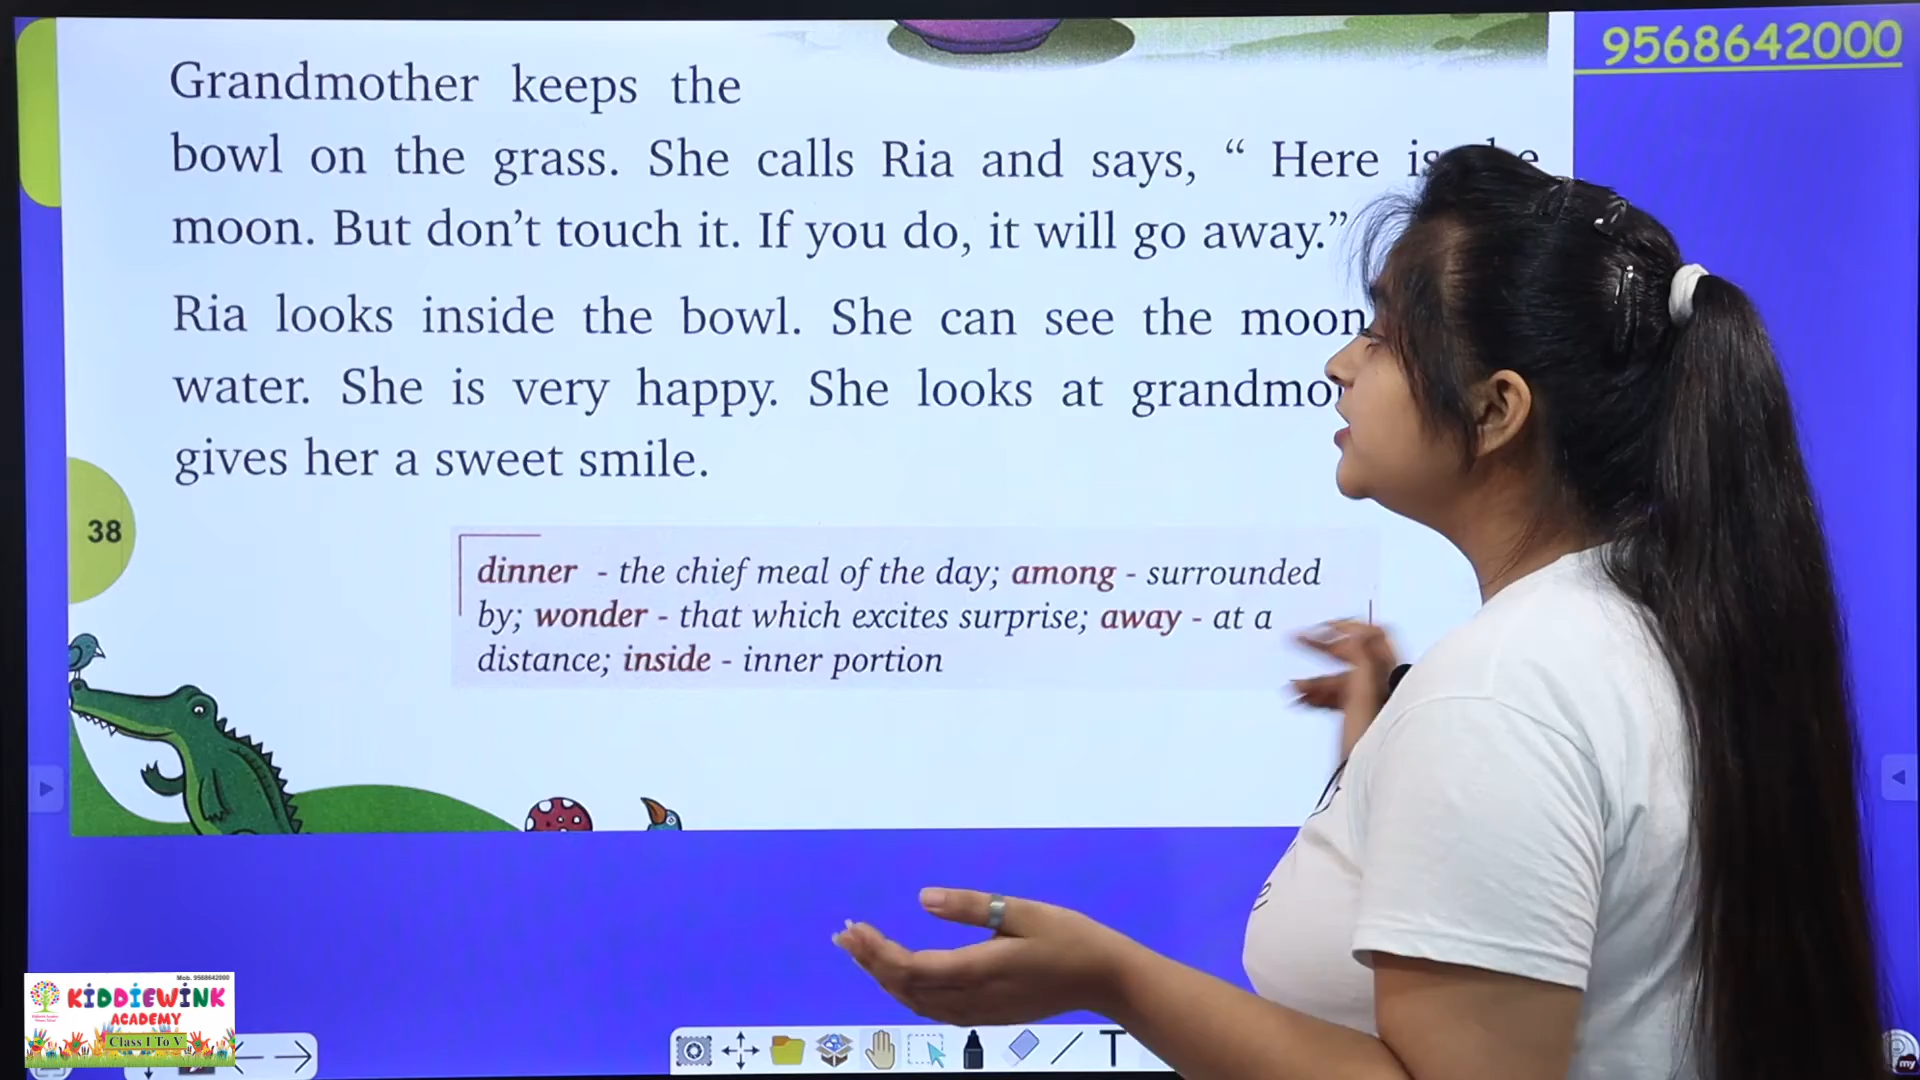 9568642000
Grandmother keeps the
bowl on the grass. She calls Ria and says, “ Here
moon. But don’t touch it. If you do, it will go away.”
Ria looks inside the bowl. She can see the moon
water. She is very happy. She looks at
gives her a sweet smile.
38
dinner - the chief meal of the day; among - surrounded
by; wonder - that which excites surprise; away - at a
distance; inside - inner portion
Mob. 9568642000
KIDDIEWINK
ACADEMY
Class I To V
T
my